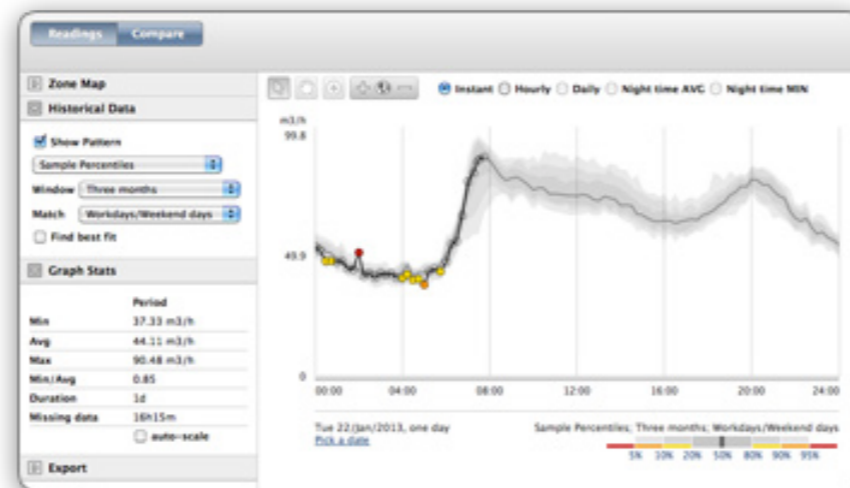 Readings Compare
Zone Map
Historical Data
Show Pattern
Sample Percentiles
Window Three months
Match Workdays/Weekend days
Find best fit
Graph Stats
Period
Min 37.33 m3/h
Avg 44.11 m3/h
Max 90.48 m3/h
Min/Avg 0.85
Duration 1d
Missing data 16h15m
auto-scale
Export
Instant Hourly Daily Night time AVG Night time MIN
m3/h
99.8
49.9
0
00:00 04:00 08:00 12:00 16:00 20:00 24:00
Tue 22/Jan/2013, one day
Pick a date
Sample Percentiles, Three months, Workdays/Weekend days
5% 10% 20% 50% 80% 90% 95%